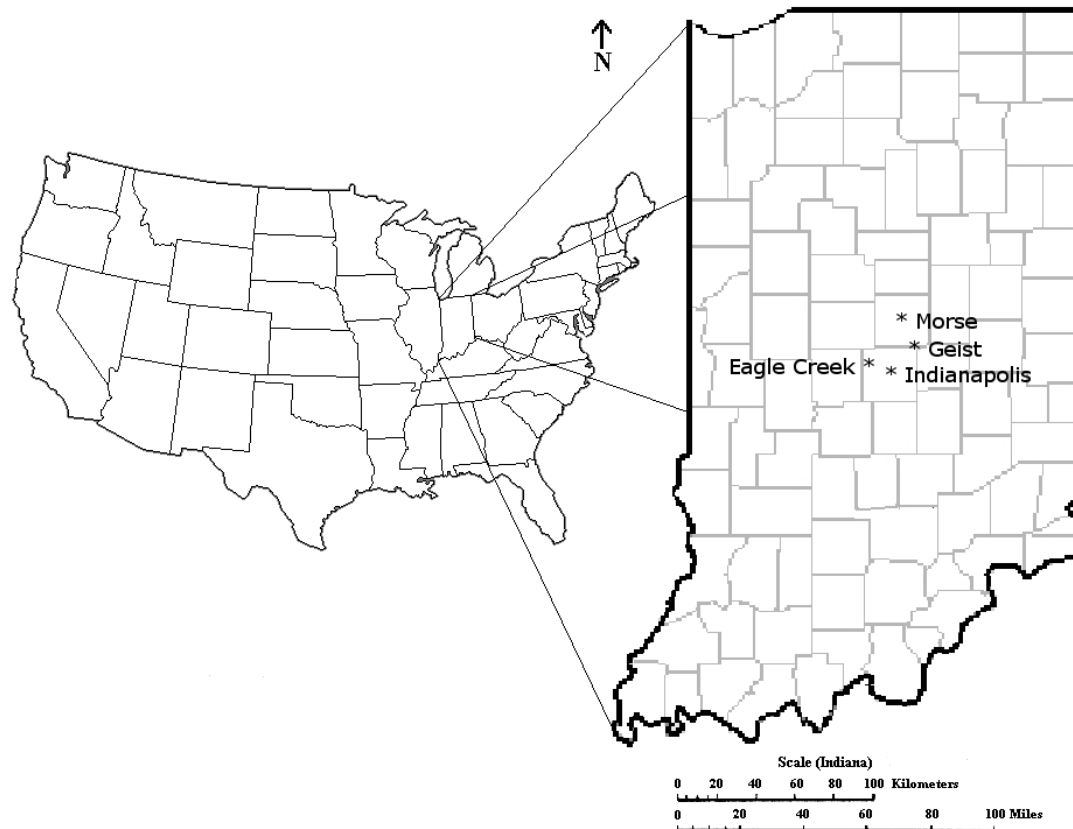 N
* Morse
* Geist
Eagle Creek *
* Indianapolis
Scale (Indiana)
0 20 40 60 80 100 Kilometers
0 20 40 60 80 100 Miles